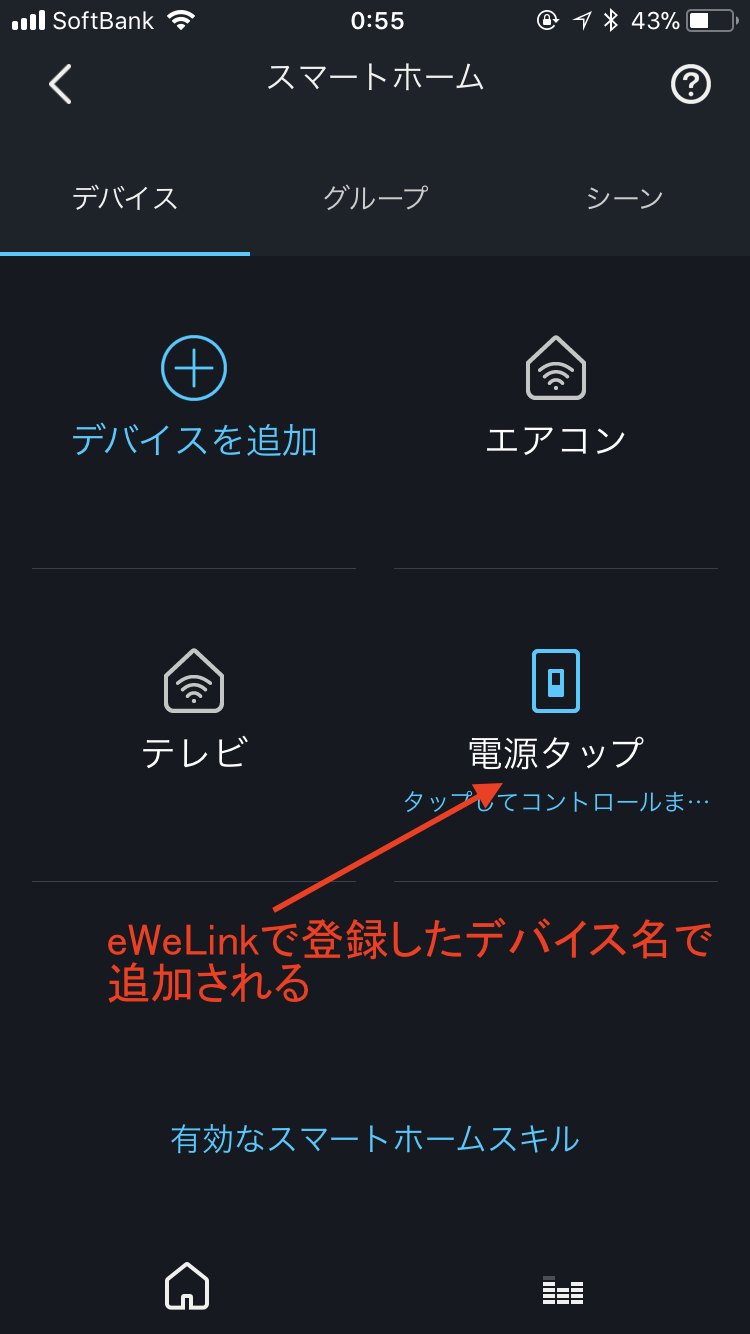 SoftBank 0:55 43%
スマートホーム
デバイス グループ シーン
デバイスを追加 エアコン
テレビ 電源タップ
タップしてコントロールま…
eWeLinkで登録したデバイス名で
追加される
有効なスマートホームスキル